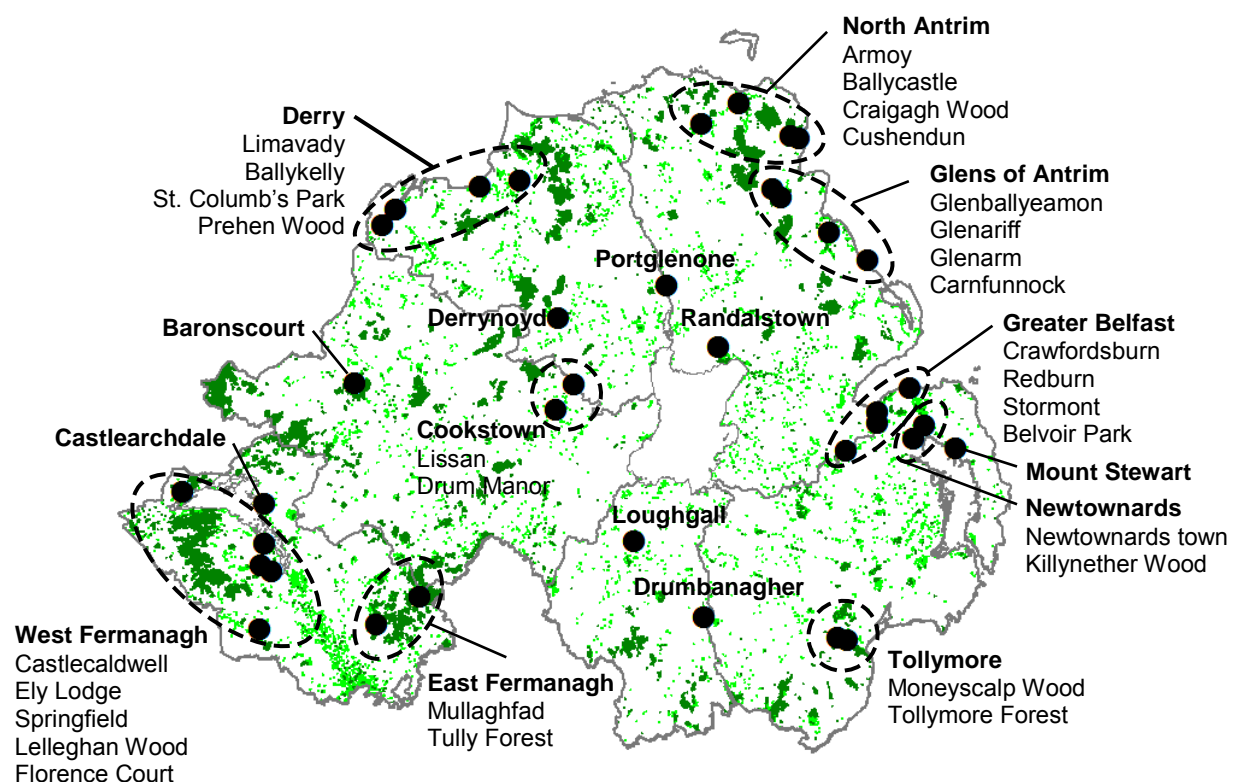 North Antrim
Armoy
Ballycastle
Craigagh Wood
Cushendun
Derry
Limavady
Ballykelly
St. Columb's Park
Prehen Wood
Glens of Antrim
Glenballyeamon
Glenariff
Glenarm
Carnfunnock
Portglenone
Derrynoyd
Randalstown
Baronscourt
Greater Belfast
Crawfordsburn
Redburn
Stormont
Belvoir Park
Castlearchdale
Cookstown
Lissan
Drum Manor
Mount Stewart
Newtownards
Newtownards town
Killynether Wood
Loughgall
Drumbanagher
West Fermanagh
Castlecaldwell
Ely Lodge
Springfield
Lelleghan Wood
Florence Court
East Fermanagh
Mullaghfad
Tully Forest
Tollymore
Moneyscalp Wood
Tollymore Forest